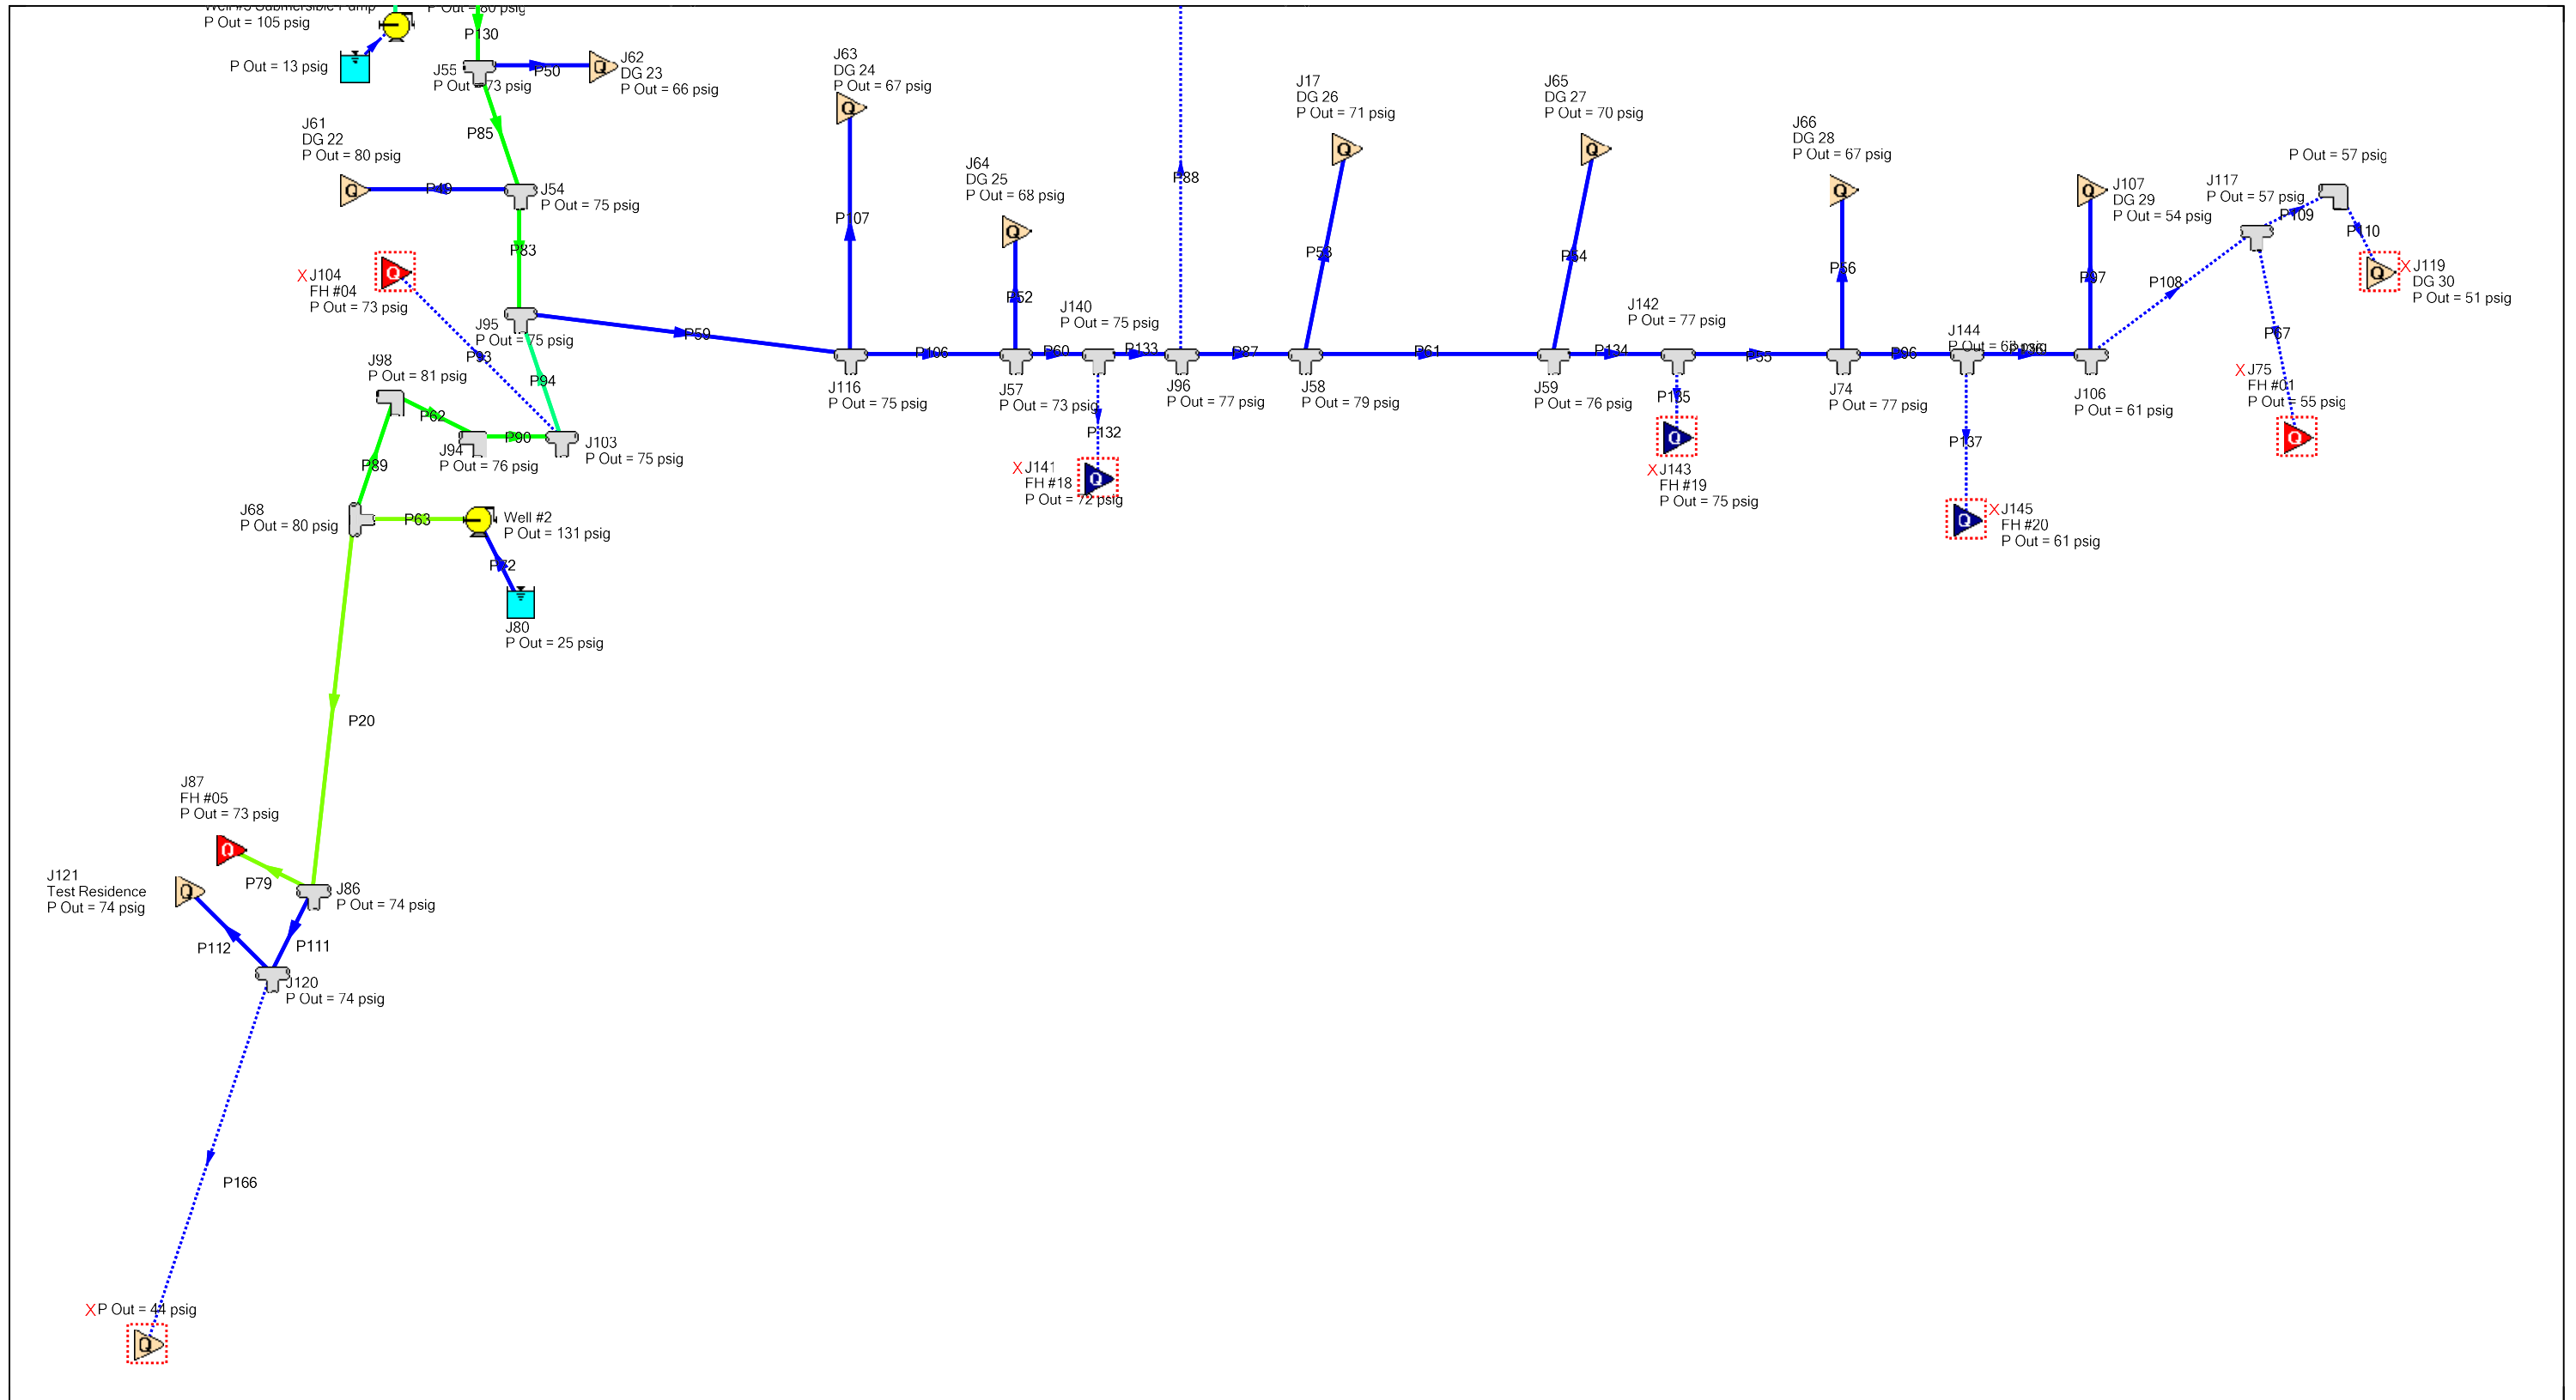 P Out = 105 psig
P Out = 13 psig
P130
J55
P Out = 73 psig
P50
J62
DG 23
P Out = 66 psig
P85
J61
DG 22
P Out = 80 psig
P49
J54
P Out = 75 psig
P83
X J104
FH #04
P Out = 73 psig
P93
J95
P Out = 75 psig
P94
P59
J98
P Out = 81 psig
P62
J94
P Out = 76 psig
P90
J103
P Out = 75 psig
P89
J68
P Out = 80 psig
P63
Well #2
P Out = 131 psig
J80
P Out = 25 psig
P20
J87
FH #05
P Out = 73 psig
P79
J86
P Out = 74 psig
J121
Test Residence
P Out = 74 psig
P112
P111
J120
P Out = 74 psig
P166
X P Out = 44 psig
Q
J63
DG 24
P Out = 67 psig
P107
J116
P Out = 75 psig
P106
J64
DG 25
P Out = 68 psig
P52
J57
P Out = 73 psig
P60
J140
P Out = 75 psig
P132
X J141
FH #18
P Out = 72 psig
P133
P88
J96
P Out = 77 psig
P87
J17
DG 26
P Out = 71 psig
J58
P Out = 79 psig
P61
J65
DG 27
P Out = 70 psig
P54
J59
P Out = 76 psig
P134
J142
P Out = 77 psig
P135
X J143
FH #19
P Out = 75 psig
P55
J66
DG 28
P Out = 67 psig
P56
J74
P Out = 77 psig
P96
J144
P137
X J145
FH #20
P Out = 61 psig
J107
DG 29
P Out = 54 psig
P97
J106
P Out = 61 psig
P108
J117
P Out = 57 psig
P Out = 57 psig
P109
P110
X J119
DG 30
P Out = 51 psig
P67
X J75
FH #01
P Out = 55 psig